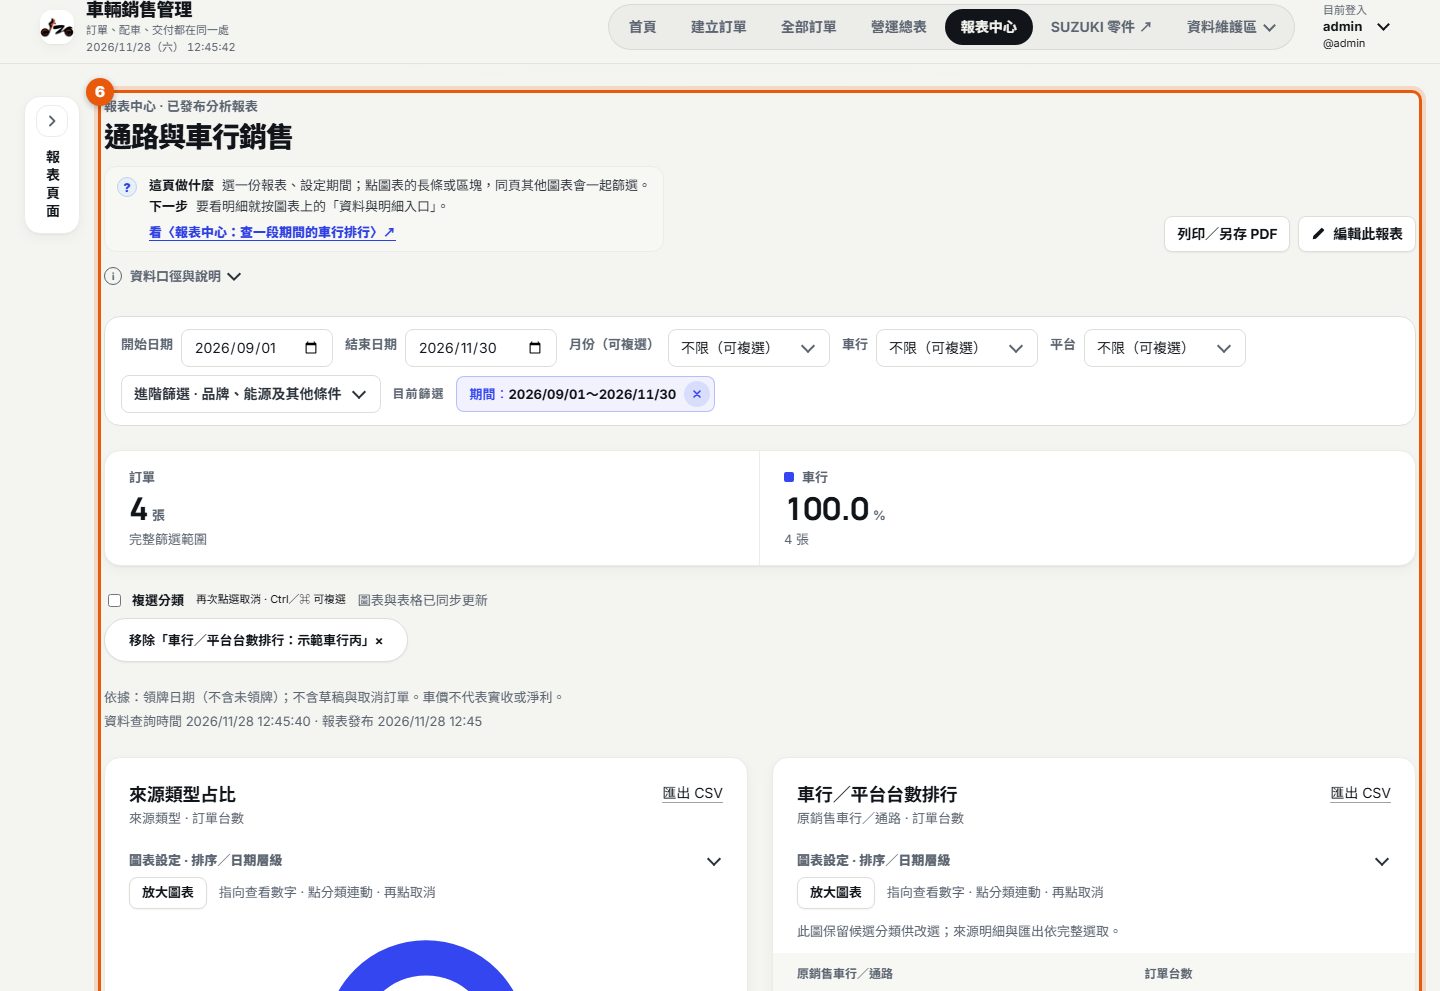 車輛銷售管理
訂單、配車、交付都在同一處
2026/11/28（六） 12:45:42
首頁
建立訂單
全部訂單
營運總表
報表中心
SUZUKI 零件 ↗
資料維護區
目前登入
admin
@admin
6
報表頁面
報表中心 · 已發布分析報表
通路與車行銷售
? 這頁做什麼 選一份報表、設定期間；點圖表的長條或區塊，同頁其他圖表會一起篩選。
下一步 要看明細就按圖表上的「資料與明細入口」。
看〈報表中心：查一段期間的車行排行〉↗
列印／另存 PDF
編輯此報表
資料口徑與說明
開始日期 2026/09/01 結束日期 2026/11/30 月份（可複選） 不限（可複選） 車行 不限（可複選） 平台 不限（可複選）
進階篩選 · 品牌、能源及其他條件 目前篩選 期間：2026/09/01～2026/11/30 ×
訂單
4 張
完整篩選範圍
車行
100.0 %
4 張
複選分類 再次點選取消 · Ctrl／⌘ 可複選 圖表與表格已同步更新
移除「車行／平台台數排行：示範車行丙」×
依據：領牌日期（不含未領牌）；不含草稿與取消訂單。車價不代表實收或淨利。
資料查詢時間 2026/11/28 12:45:40 · 報表發布 2026/11/28 12:45
來源類型占比
匯出 CSV
來源類型 · 訂單台數
圖表設定 · 排序／日期層級
放大圖表 指向查看數字 · 點分類連動 · 再點取消
車行／平台台數排行
匯出 CSV
原銷售車行／通路 · 訂單台數
圖表設定 · 排序／日期層級
放大圖表 指向查看數字 · 點分類連動 · 再點取消
此圖保留候選分類供改選；來源明細與匯出依完整選取。
原銷售車行／通路 訂單台數